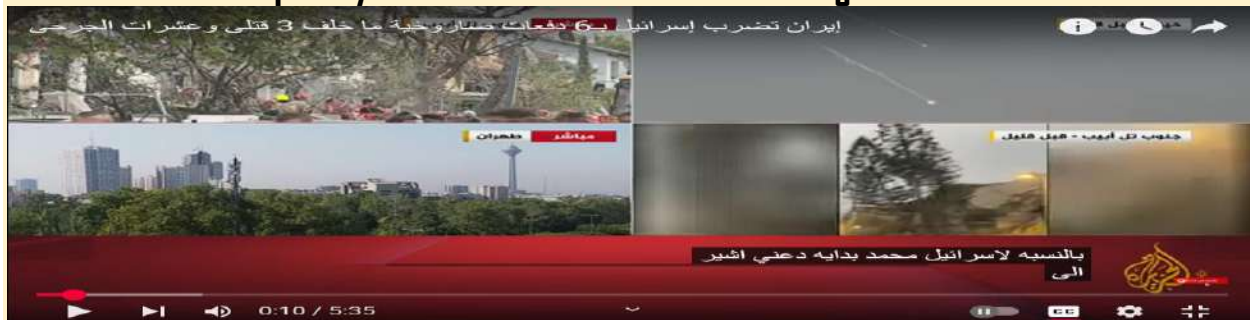 إيران تضرب إسرائيل بـ6 دفعات صاروخية ما خلف 3 قتلى وعشرات الجرحى
مباشر
طهران
جنوب تل أبيب - قبل قليل
بالنسبه لاسرائيل محمد بدايه دعني اشير
الى
0:10 / 5:35
CC